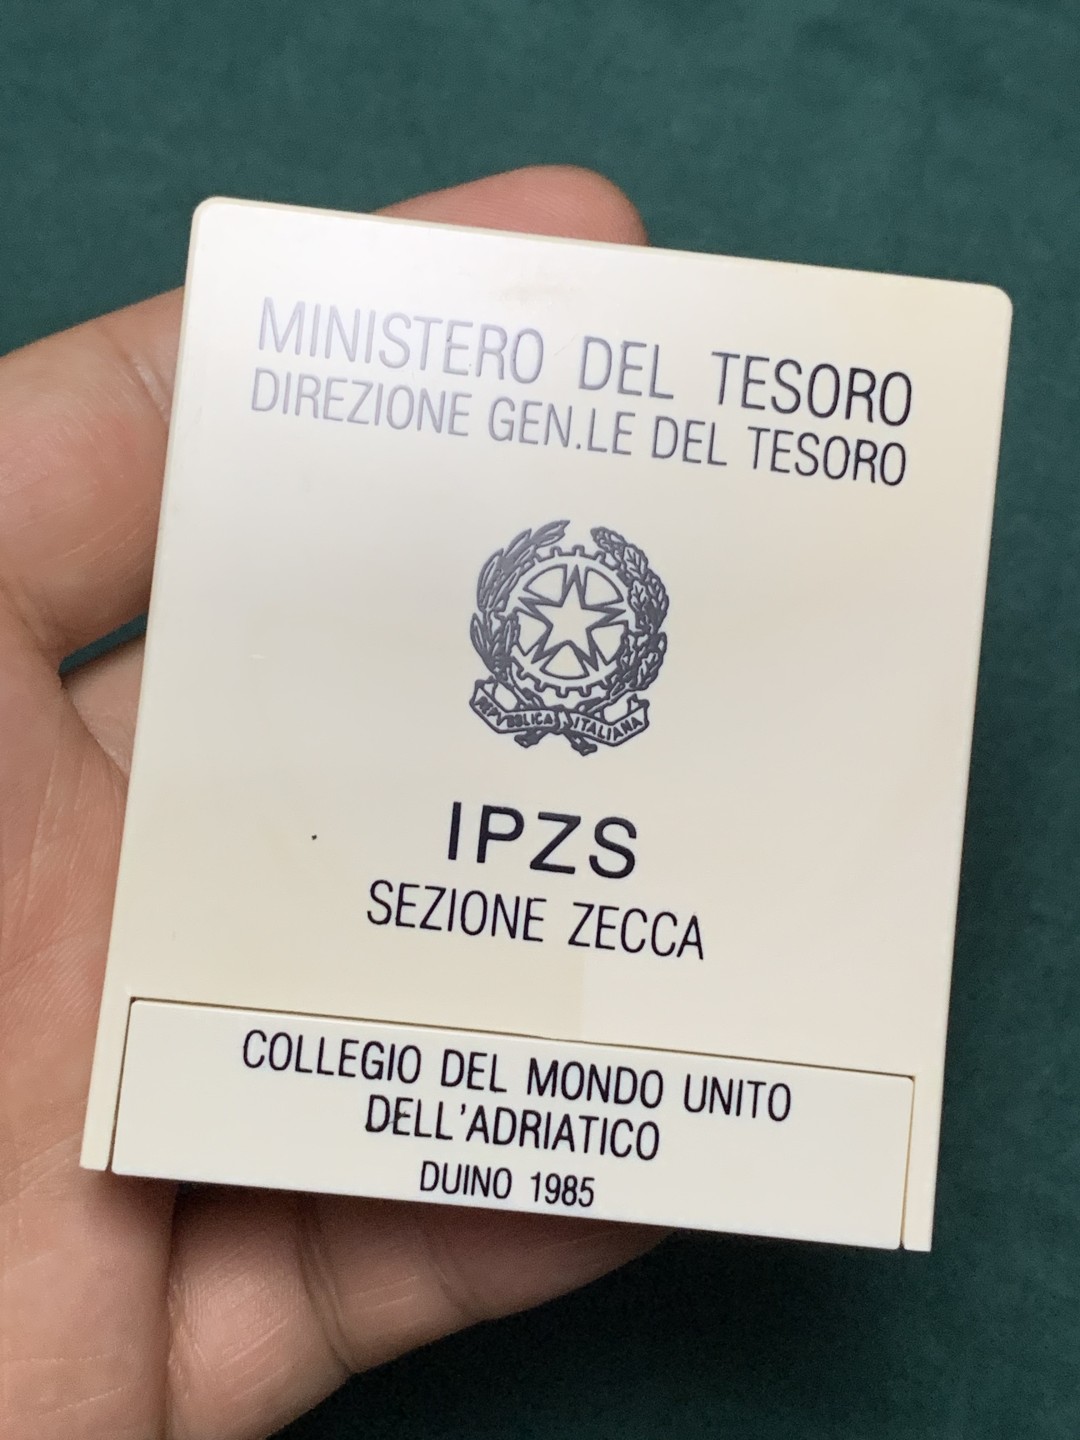 MINISTERO DEL TESORO
DIREZIONE GEN.LE DEL TESORO
REPVBBLICA ITALIANA
IPZS
SEZIONE ZECCA
COLLEGIO DEL MONDO UNITO
DELL'ADRIATICO
DUINO 1985